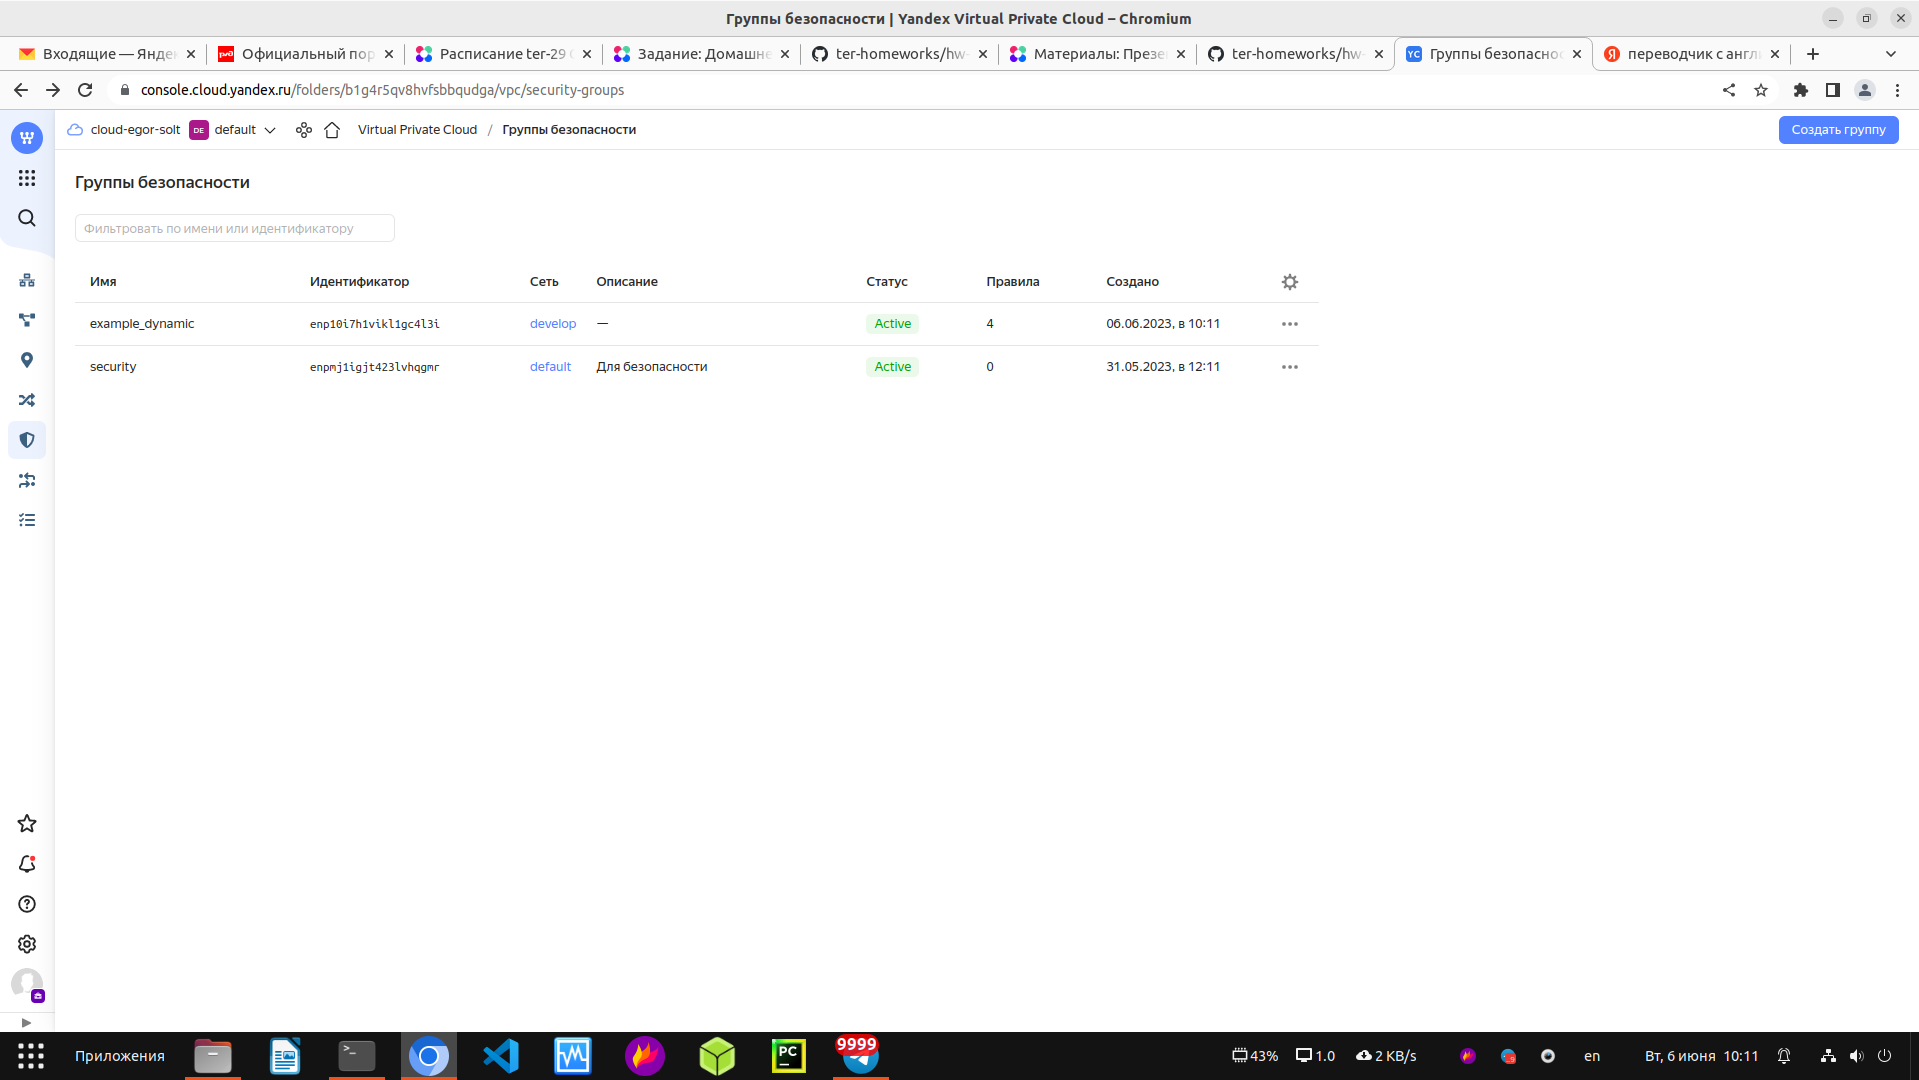 Группы безопасности | Yandex Virtual Private Cloud – Chromium
Входящие — Яндек
Официальный пор
Расписание ter-29
Задание: Домашне
ter-homeworks/hw-
Материалы: Презе
ter-homeworks/hw-
YC Группы безопаснос
Я переводчик с англ
console.cloud.yandex.ru/folders/b1g4r5qv8hvfsbbqudga/vpc/security-groups
cloud-egor-solt DE default Virtual Private Cloud / Группы безопасности
Создать группу
Группы безопасности
Фильтровать по имени или идентификатору
Имя Идентификатор Сеть Описание Статус Правила Создано
example_dynamic enp10i7h1vikl1gc4l3i develop — Active 4 06.06.2023, в 10:11
security enpmj1igjt423lvhqgmr default Для безопасности Active 0 31.05.2023, в 12:11
Приложения
PC
9999
43%
1.0
2 KB/s
en
Вт, 6 июня 10:11